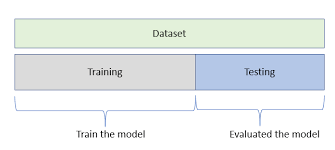 Dataset
Training Testing
Train the model Evaluated the model